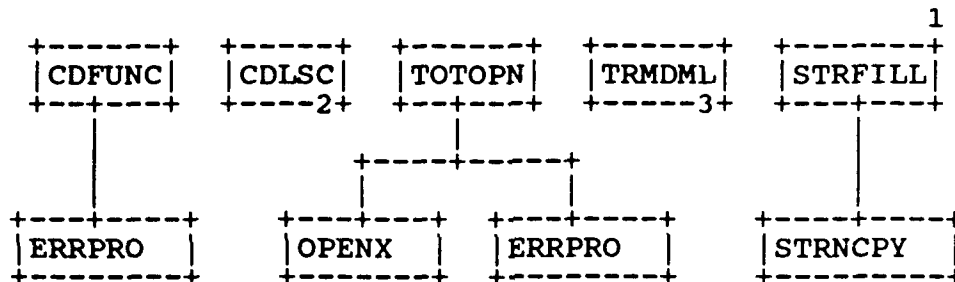 1
CDFUNC CDLSC TOTOPN TRMDML STRFILL
2 3
ERRPRO OPENX ERRPRO STRNCPY